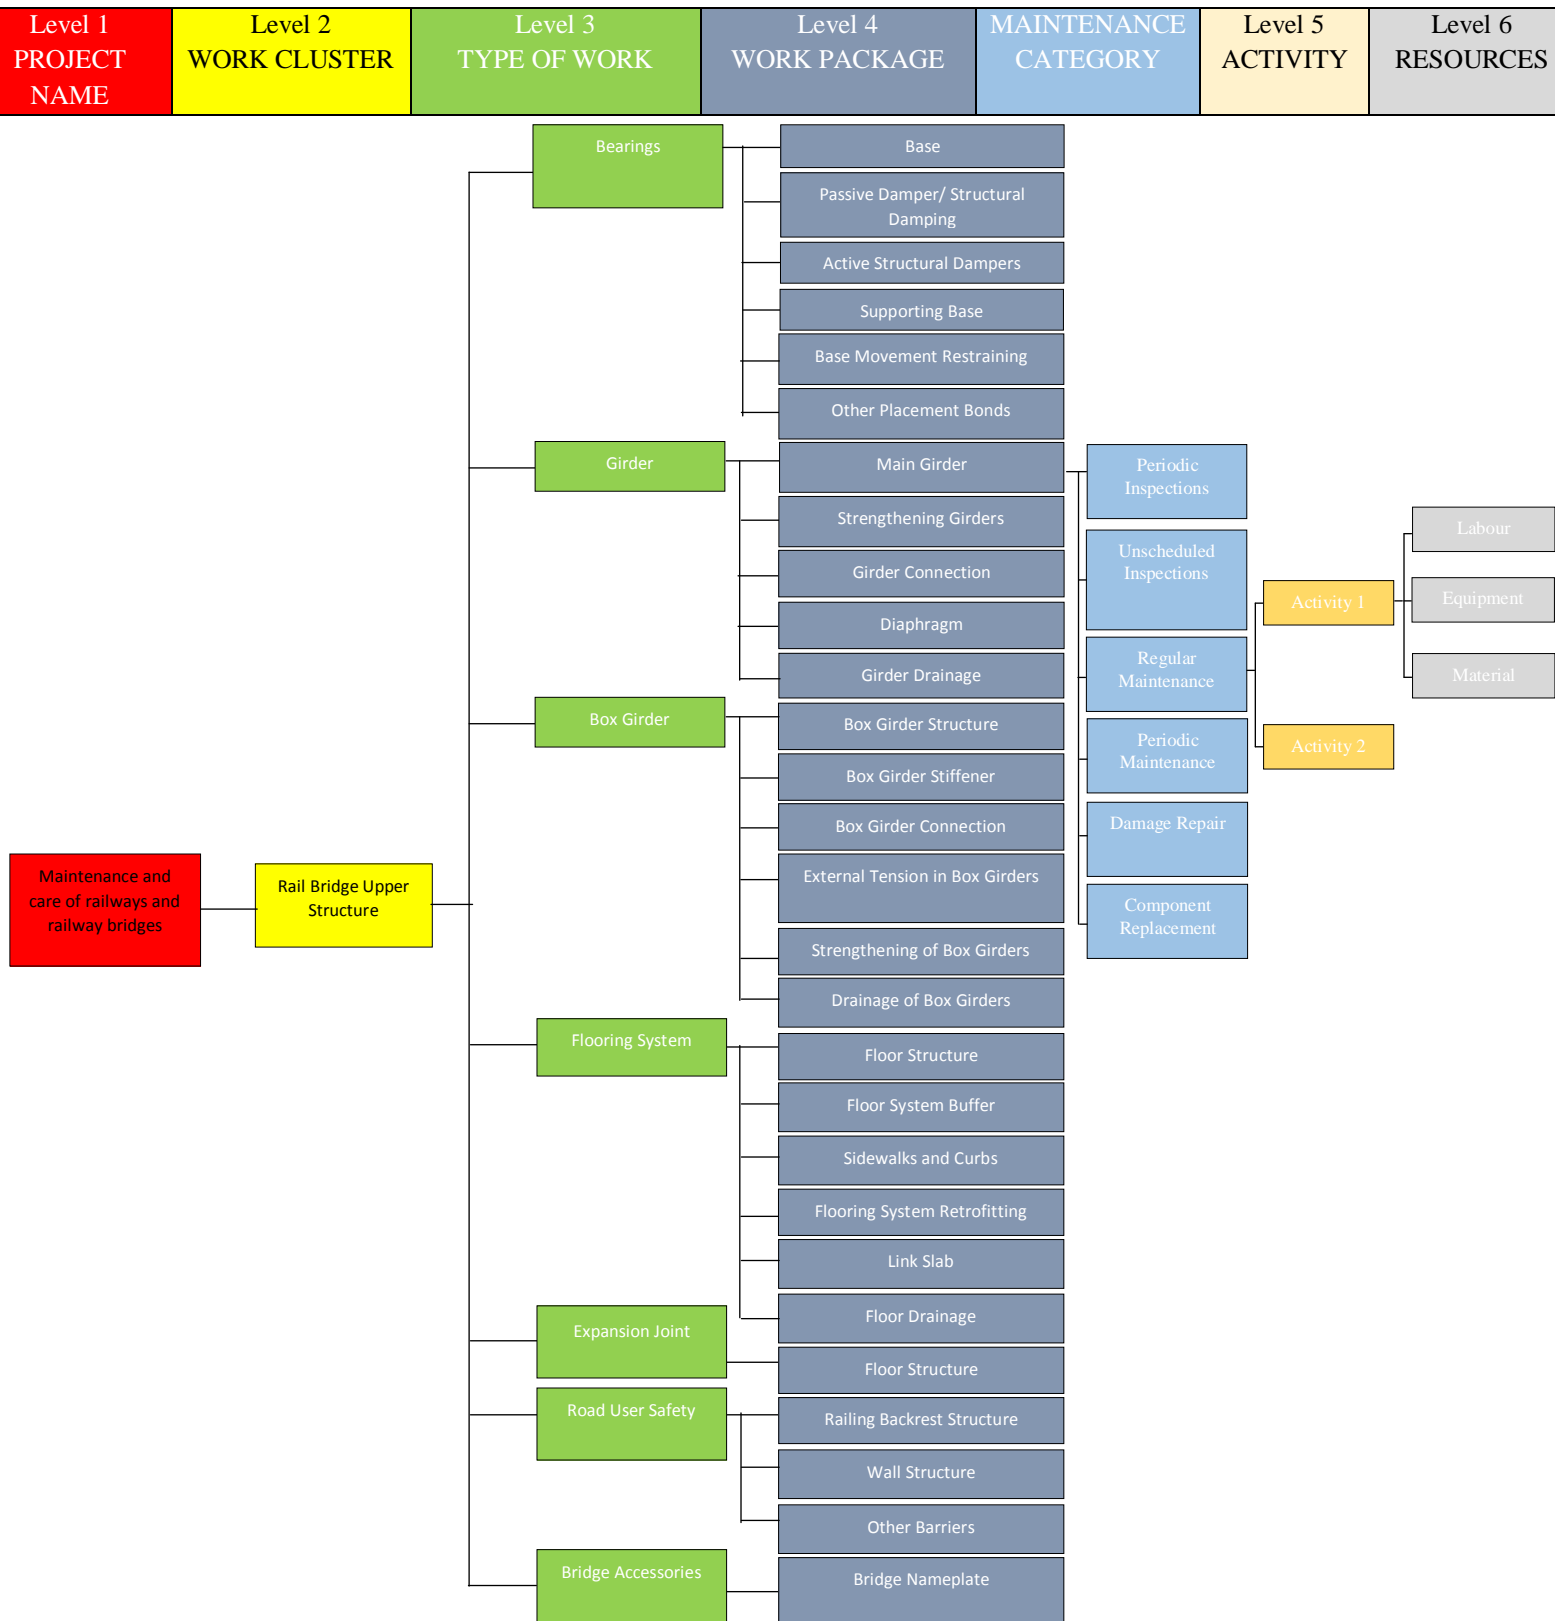 Level 1
PROJECT
NAME
Level 2
WORK CLUSTER
Level 3
TYPE OF WORK
Level 4
WORK PACKAGE
MAINTENANCE
CATEGORY
Level 5
ACTIVITY
Level 6
RESOURCES
Maintenance and
care of railways and
railway bridges
Rail Bridge Upper
Structure
Bearings
Base
Passive Damper/ Structural
Damping
Active Structural Dampers
Supporting Base
Base Movement Restraining
Other Placement Bonds
Girder
Main Girder
Strengthening Girders
Girder Connection
Diaphragm
Girder Drainage
Periodic
Inspections
Unscheduled
Inspections
Regular
Maintenance
Periodic
Maintenance
Damage Repair
Component
Replacement
Activity 1
Activity 2
Labour
Equipment
Material
Box Girder
Box Girder Structure
Box Girder Stiffener
Box Girder Connection
External Tension in Box Girders
Strengthening of Box Girders
Drainage of Box Girders
Flooring System
Floor Structure
Floor System Buffer
Sidewalks and Curbs
Flooring System Retrofitting
Link Slab
Floor Drainage
Expansion Joint
Floor Structure
Road User Safety
Railing Backrest Structure
Wall Structure
Other Barriers
Bridge Accessories
Bridge Nameplate